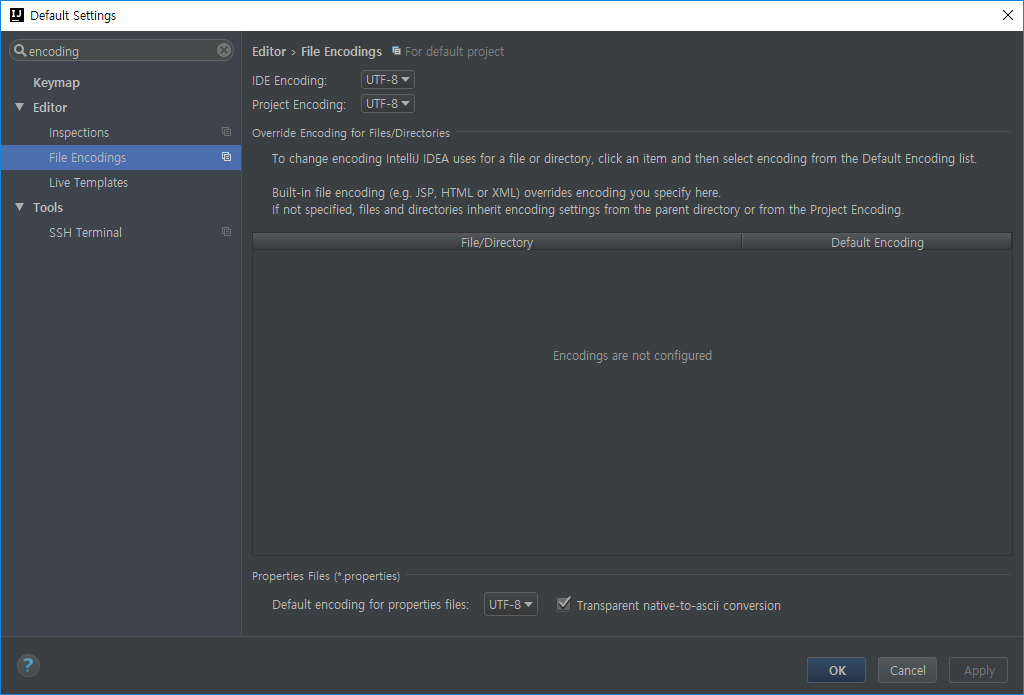 IJ Default Settings
encoding
Keymap
Editor
Inspections
File Encodings
Live Templates
Tools
SSH Terminal
Editor › File Encodings For default project
IDE Encoding: UTF-8
Project Encoding: UTF-8
Override Encoding for Files/Directories
To change encoding IntelliJ IDEA uses for a file or directory, click an item and then select encoding from the Default Encoding list.
Built-in file encoding (e.g. JSP, HTML or XML) overrides encoding you specify here.
If not specified, files and directories inherit encoding settings from the parent directory or from the Project Encoding.
File/Directory Default Encoding
Encodings are not configured
Properties Files (*.properties)
Default encoding for properties files: UTF-8 Transparent native-to-ascii conversion
? OK Cancel Apply